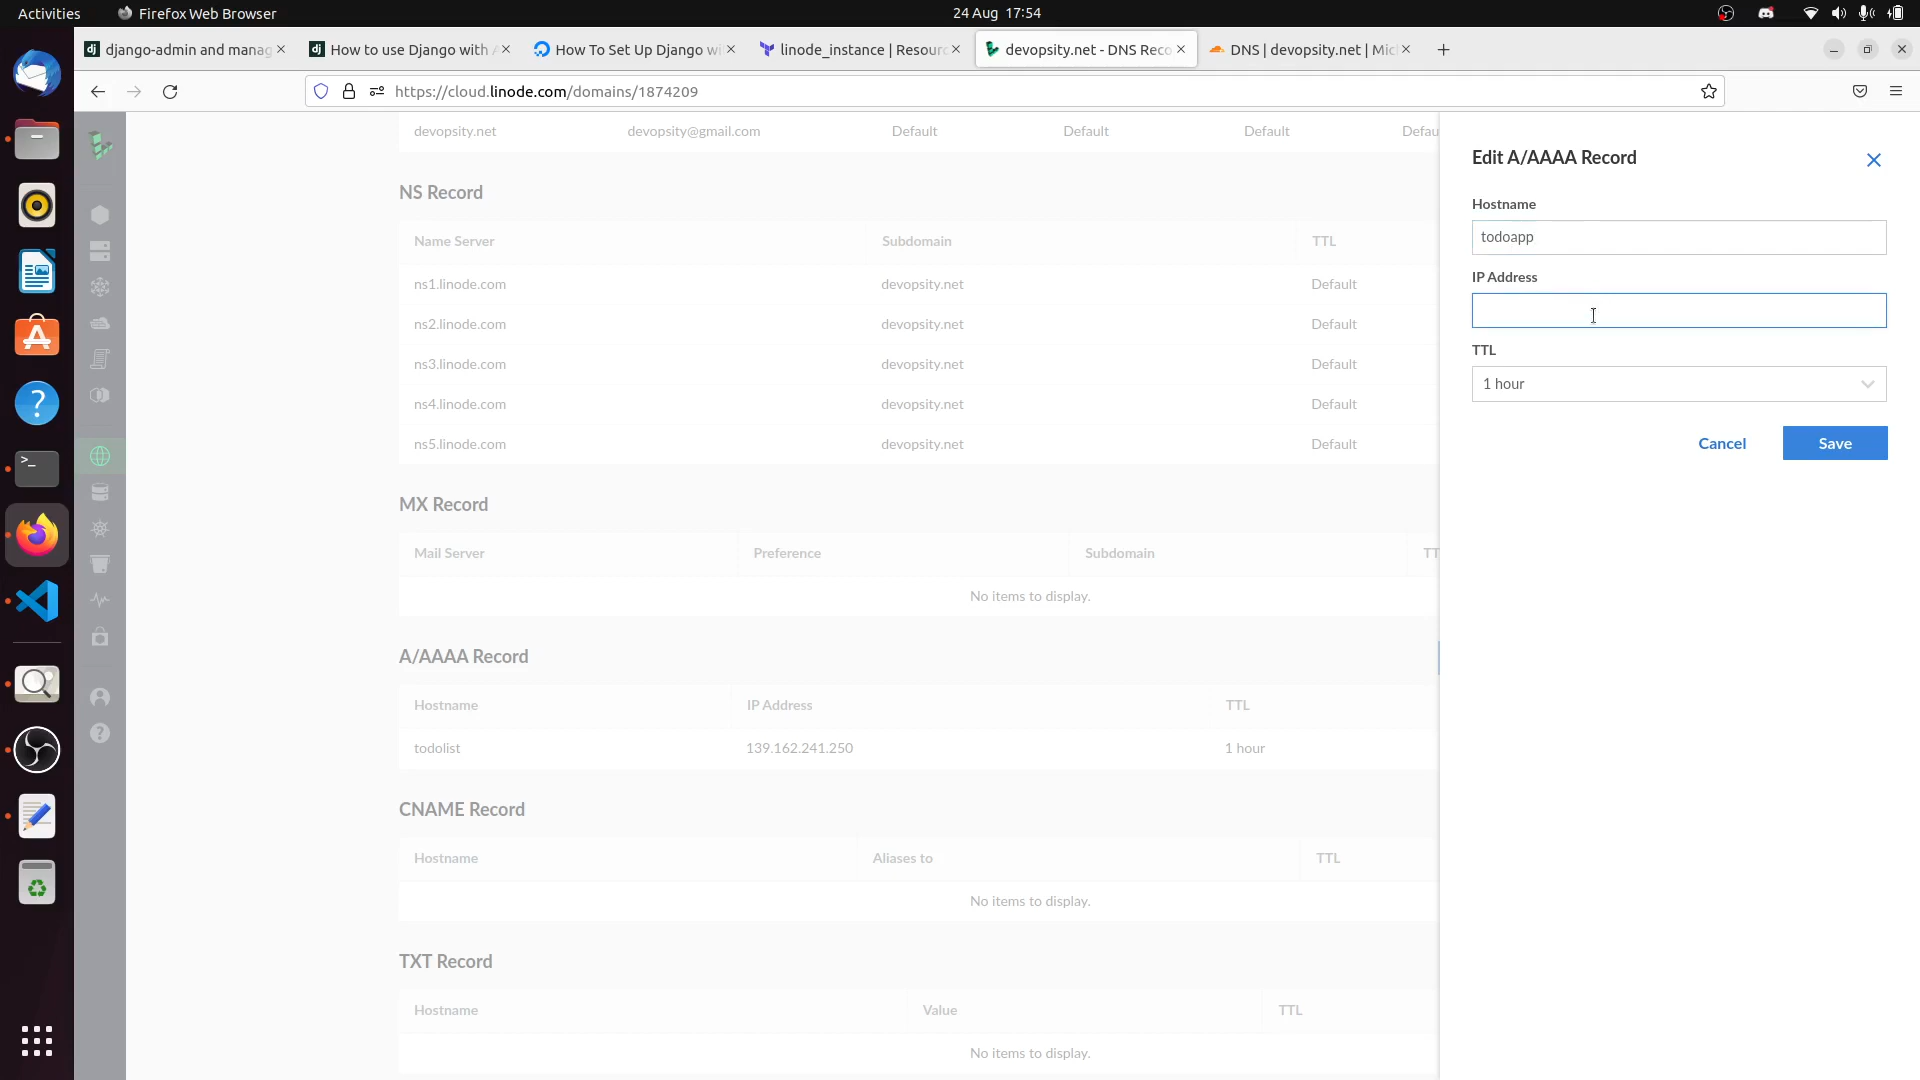 Activities
Firefox Web Browser
24 Aug 17:54
django-admin and manag
How to use Django with
How To Set Up Django wi
linode_instance | Resourc
devopsity.net - DNS Reco
DNS | devopsity.net | Mic
https://cloud.linode.com/domains/1874209
devopsity.net devopsity@gmail.com Default Default Default Defau
NS Record
Name Server Subdomain TTL
ns1.linode.com devopsity.net Default
ns2.linode.com devopsity.net Default
ns3.linode.com devopsity.net Default
ns4.linode.com devopsity.net Default
ns5.linode.com devopsity.net Default
MX Record
Mail Server Preference Subdomain TT
No items to display.
A/AAAA Record
Hostname IP Address TTL
todolist 139.162.241.250 1 hour
CNAME Record
Hostname Aliases to TTL
No items to display.
TXT Record
Hostname Value TTL
No items to display.
Edit A/AAAA Record
Hostname
todoapp
IP Address
TTL
1 hour
Cancel
Save